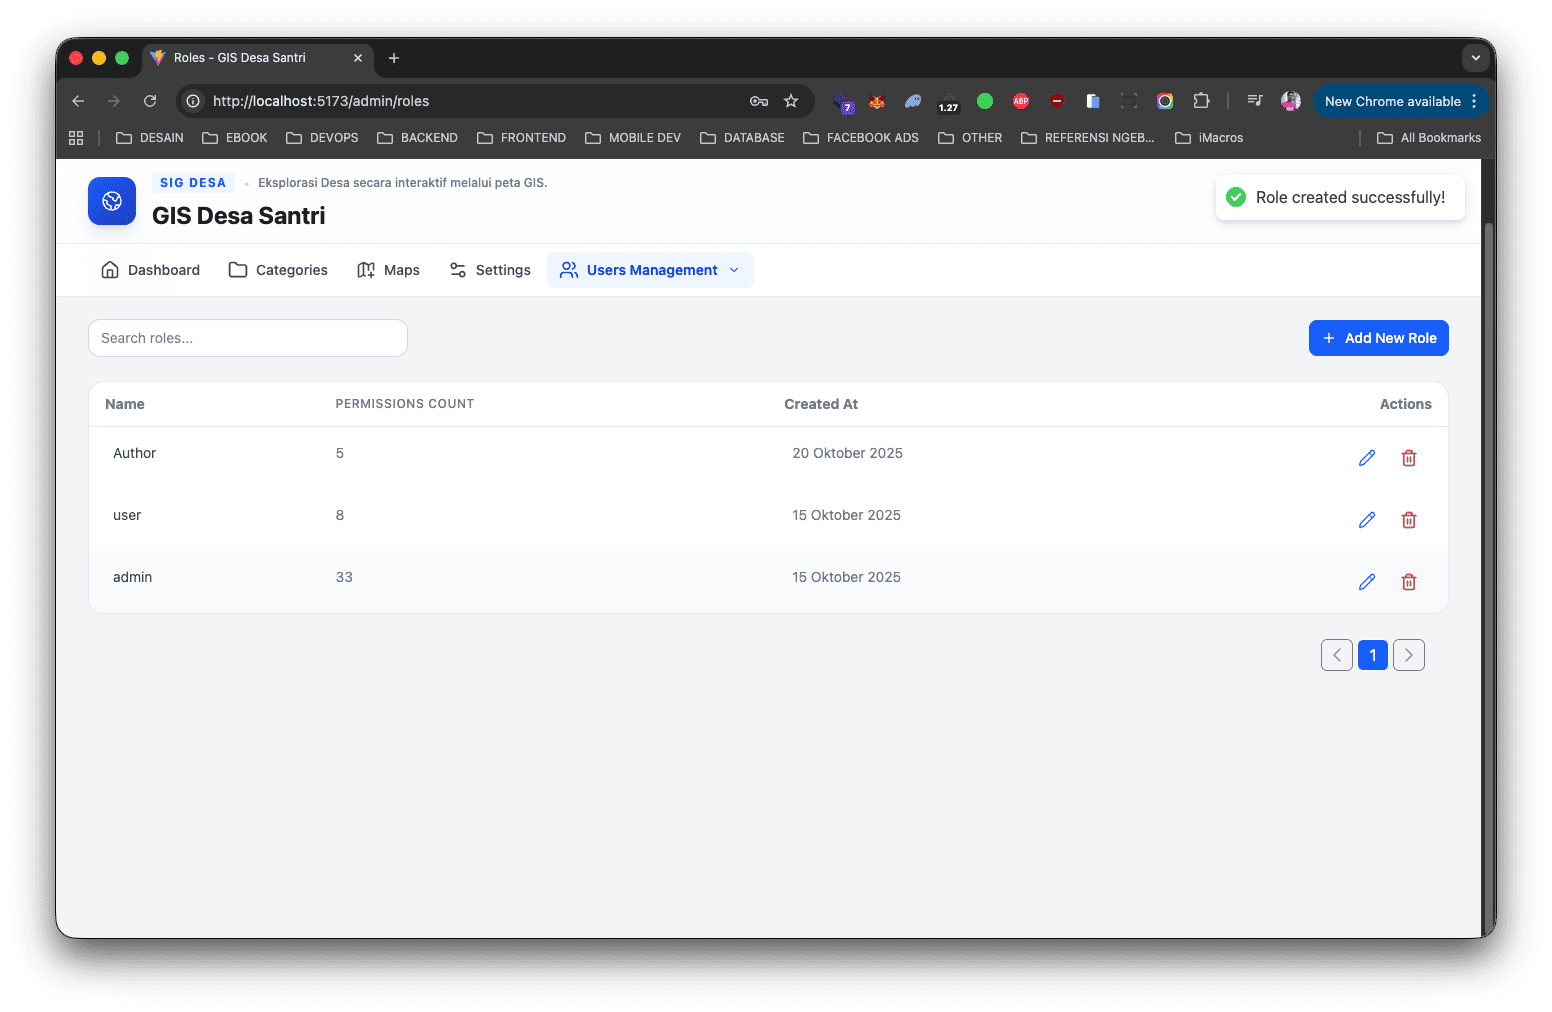 Roles - GIS Desa Santri
http://localhost:5173/admin/roles
7
1.27
ABP
New Chrome available
DESAIN
EBOOK
DEVOPS
BACKEND
FRONTEND
MOBILE DEV
DATABASE
FACEBOOK ADS
OTHER
REFERENSI NGEB...
iMacros
All Bookmarks
SIG DESA
Eksplorasi Desa secara interaktif melalui peta GIS.
GIS Desa Santri
Role created successfully!
Dashboard
Categories
Maps
Settings
Users Management
Search roles...
+ Add New Role
Name PERMISSIONS COUNT Created At Actions
Author 5 20 Oktober 2025
user 8 15 Oktober 2025
admin 33 15 Oktober 2025
1